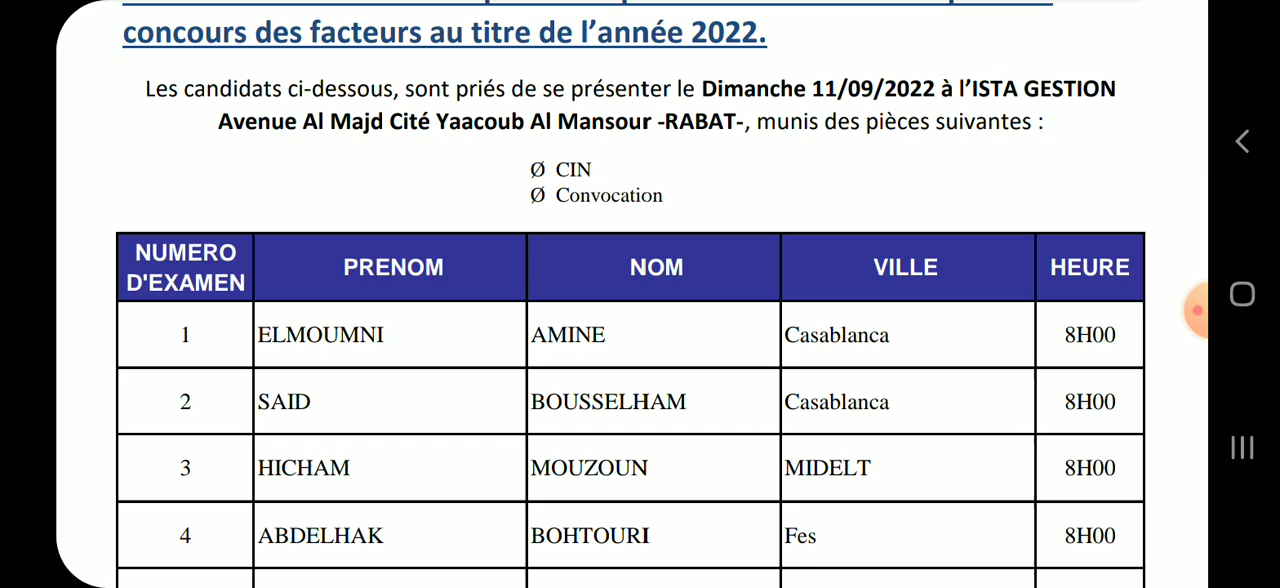 concours des facteurs au titre de l’année 2022.
Les candidats ci-dessous, sont priés de se présenter le Dimanche 11/09/2022 à l’ISTA GESTION
Avenue Al Majd Cité Yaacoub Al Mansour -RABAT-, munis des pièces suivantes :
Ø CIN
Ø Convocation
NUMERO D'EXAMEN PRENOM NOM VILLE HEURE
1 ELMOUMNI AMINE Casablanca 8H00
2 SAID BOUSSELHAM Casablanca 8H00
3 HICHAM MOUZOUN MIDELT 8H00
4 ABDELHAK BOHTOURI Fes 8H00